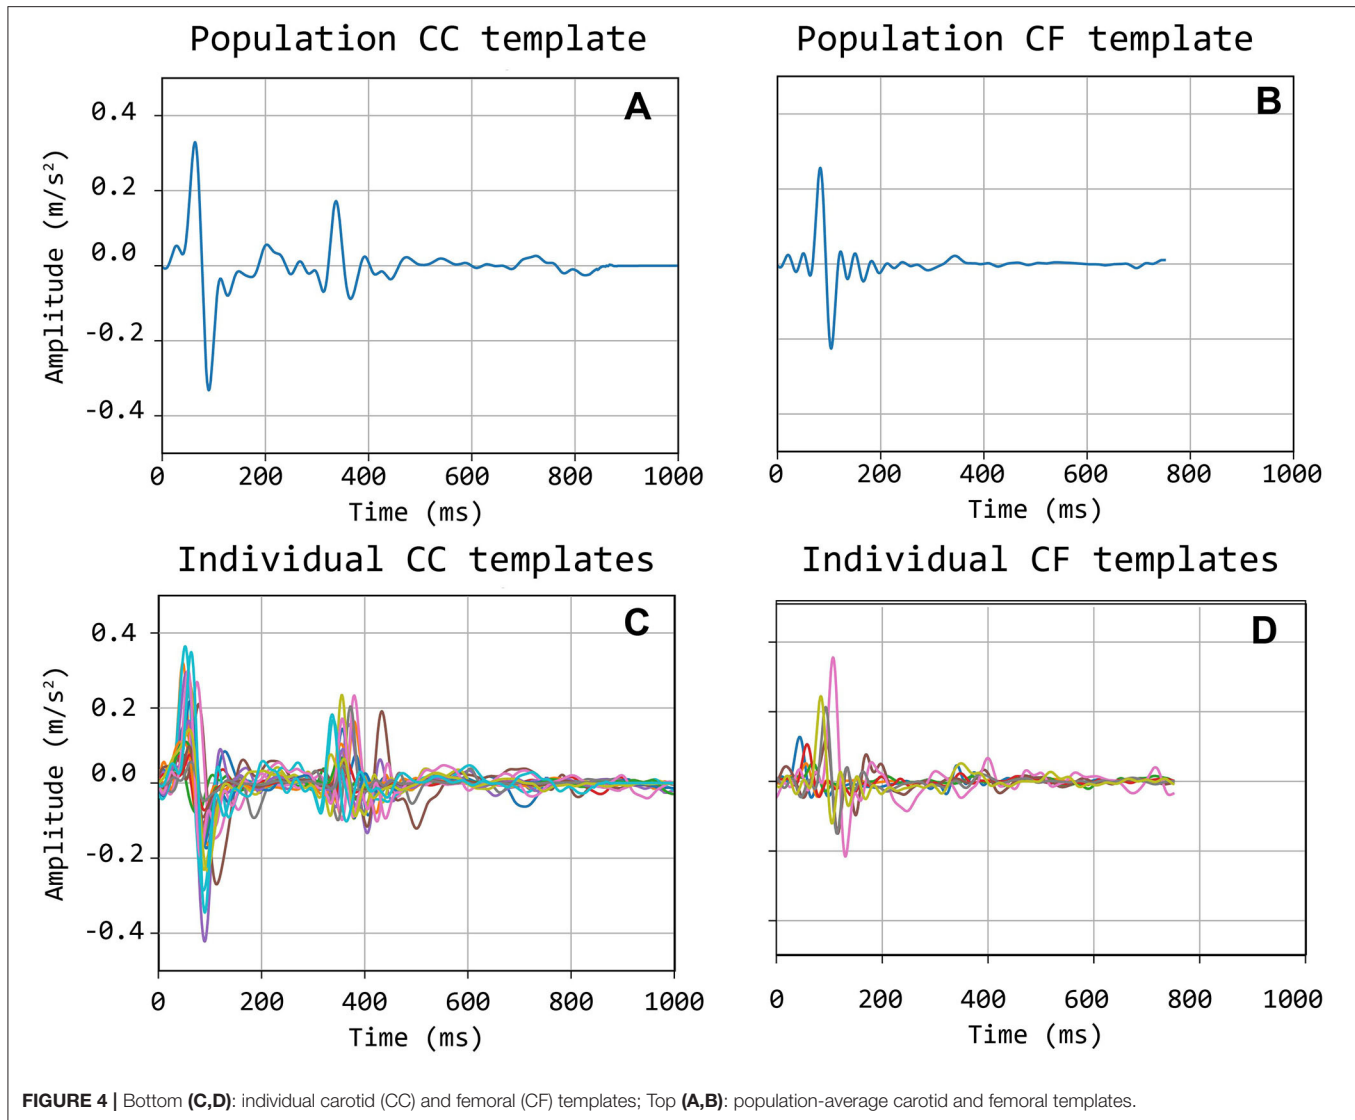 Population CC template
Population CF template
A
B
0.4
0.2
0.0
-0.2
-0.4
Amplitude (m/s²)
0 200 400 600 800 1000
0 200 400 600 800 1000
Time (ms)
Time (ms)
Individual CC templates
Individual CF templates
C
D
0.4
0.2
0.0
-0.2
-0.4
Amplitude (m/s²)
0 200 400 600 800 1000
0 200 400 600 800 1000
Time (ms)
Time (ms)
FIGURE 4 | Bottom (C,D): individual carotid (CC) and femoral (CF) templates; Top (A,B): population-average carotid and femoral templates.